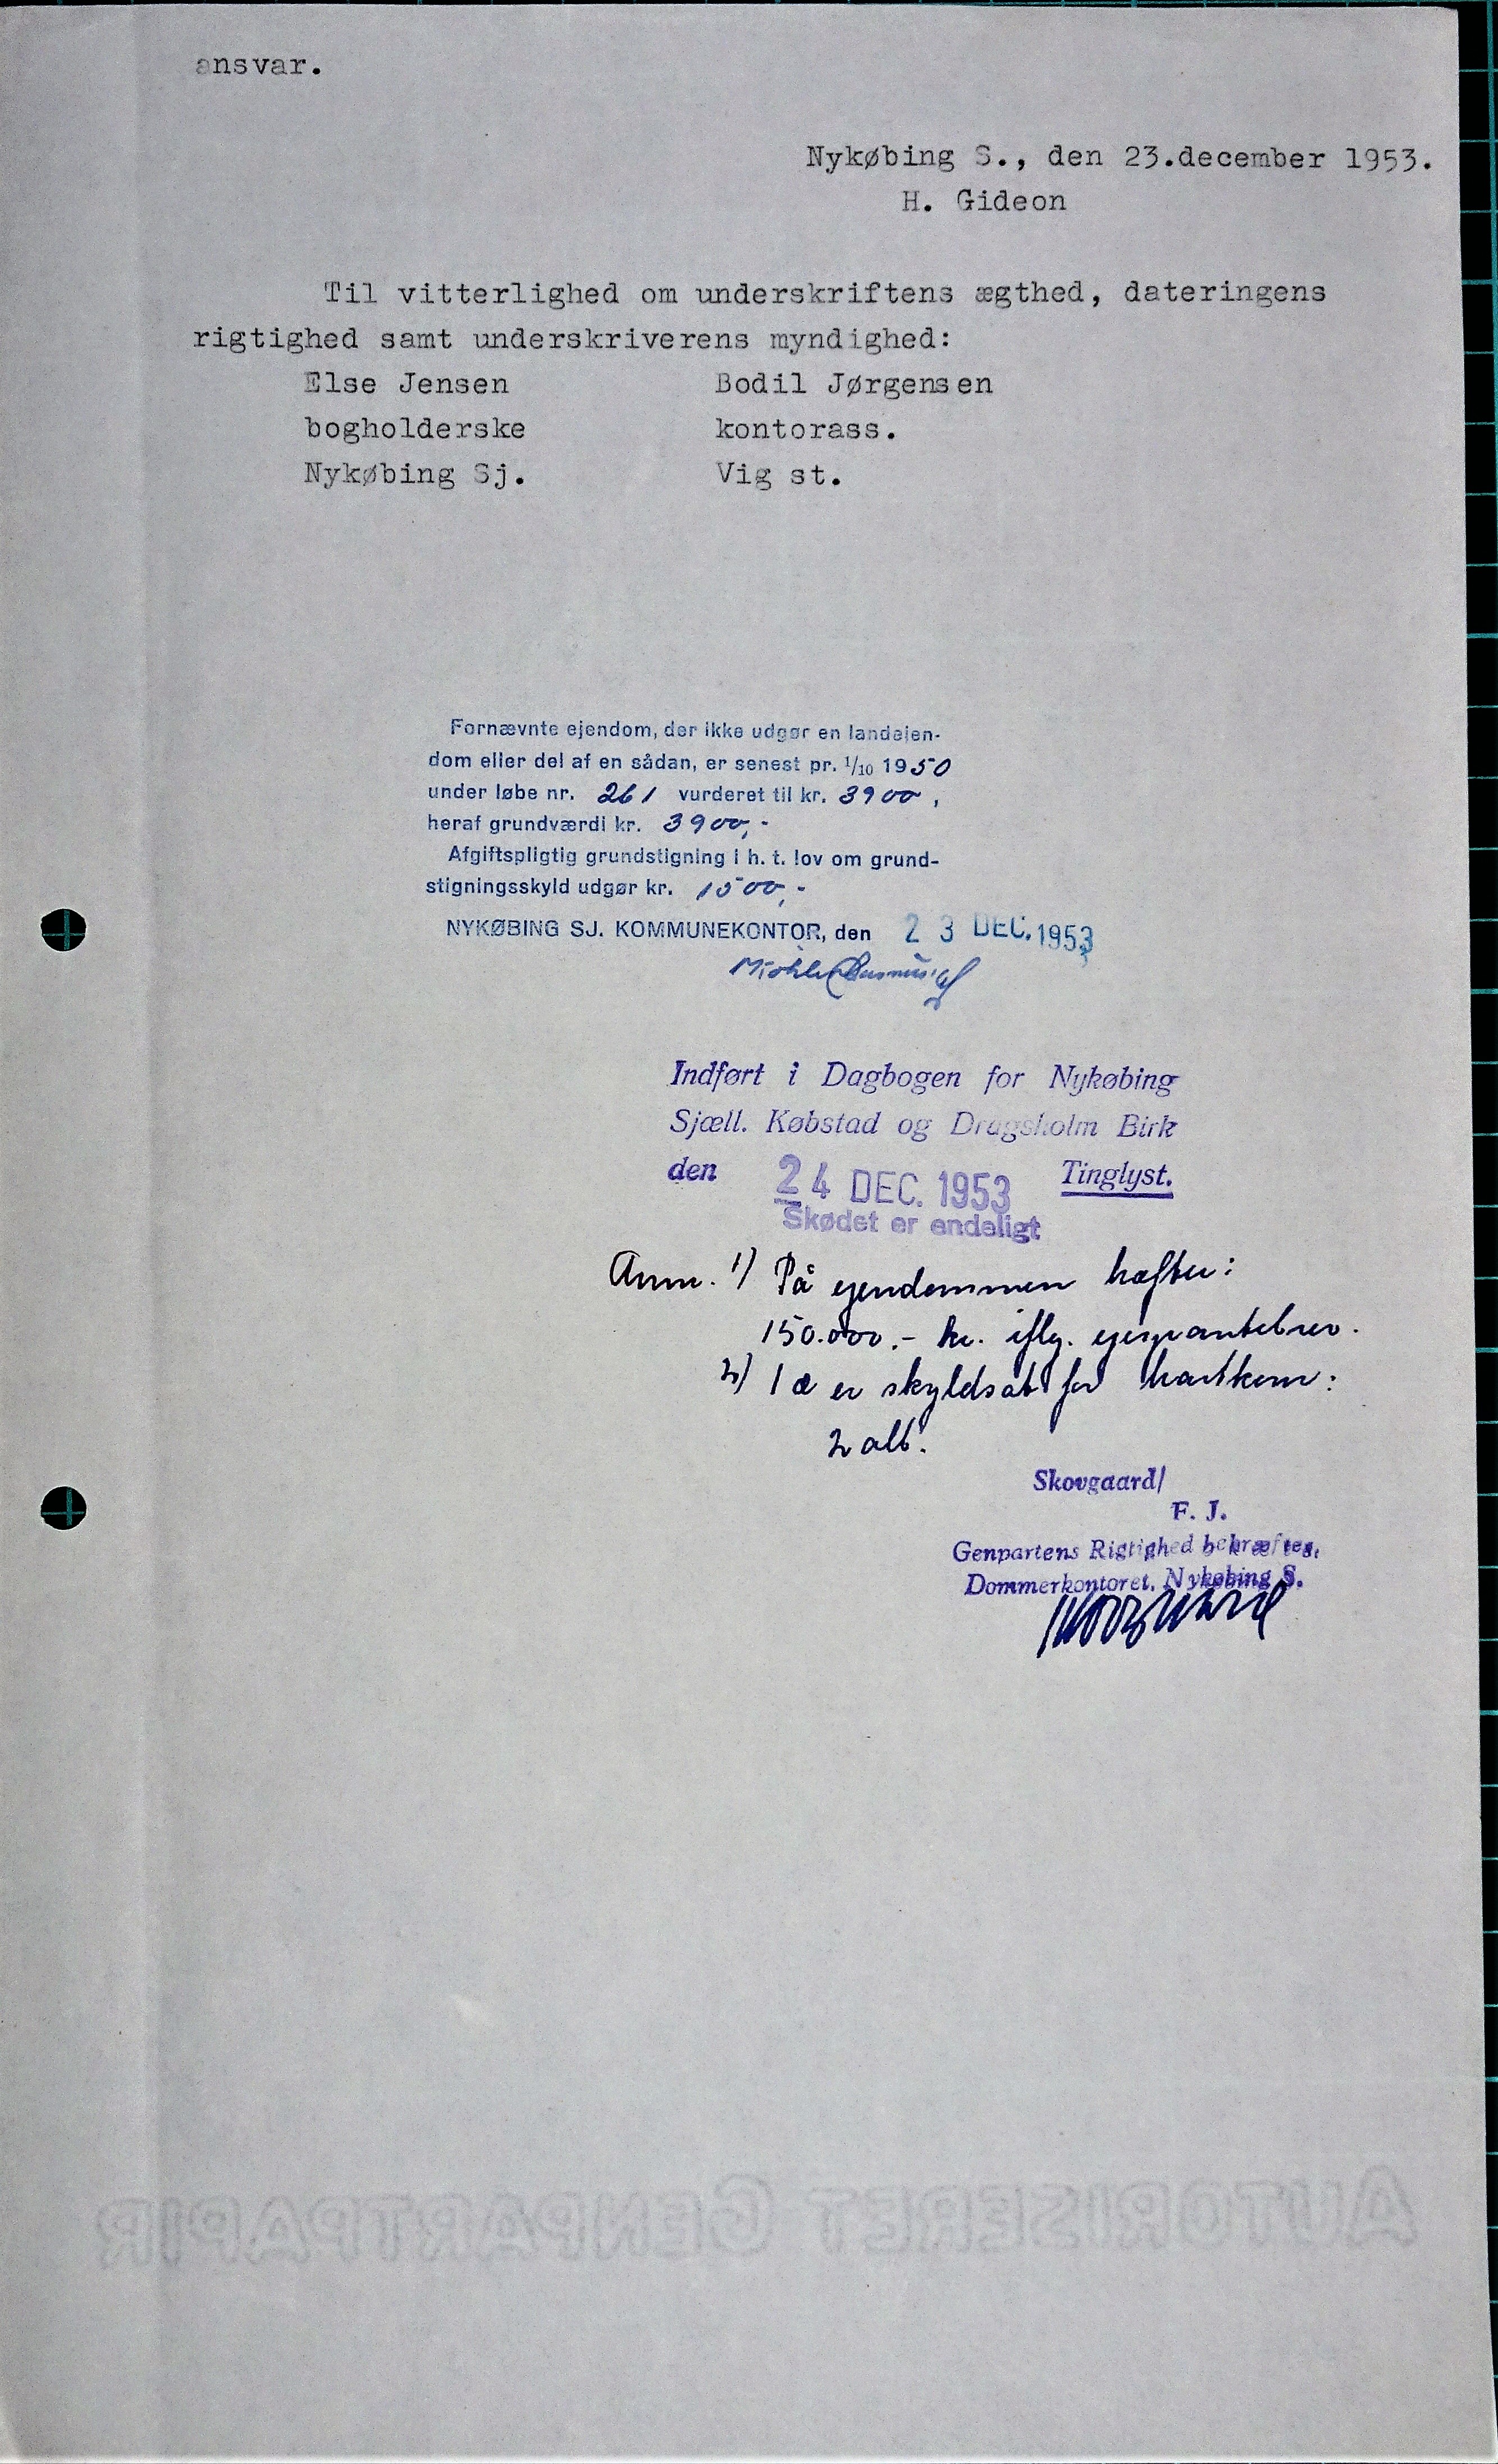 ansvar.
Nykøbing S., den 23.december 1953.
H. Gideon
Til vitterlighed om underskriftens ægthed, dateringens
rigtighed samt underskriverens myndighed:
Else Jensen Bodil Jørgensen
bogholderske kontorass.
Nykøbing Sj. Vig st.
Fornævnte ejendom, der ikke udgør en landejen-
dom eller del af en sådan, er senest pr. 1/10 1950
under løbe nr. 261 vurderet til kr. 3900,
heraf grundværdi kr. 3900,-
Afgiftspligtig grundstigning i h. t. lov om grund-
stigningsskyld udgør kr. 1500,-
NYKØBING SJ. KOMMUNEKONTOR, den 23 DEC. 1953
Indført i Dagbogen for Nykøbing
Sjæll. Købstad og Dragsholm Birk
den 24 DEC. 1953 Tinglyst.
Skødet er endeligt
Anm. 1) På ejendommen hæfter:
150.000.- kr. iflg. ejerpantebrev.
2) 1 æ er skyldsat for hartkorn:
2 alb.
Skovgaard/
F. J.
Genpartens Rigtighed bekræftes.
Dommerkontoret, Nykøbing S.
Skovgaard
AUTORISERET GENPARTPAPIR